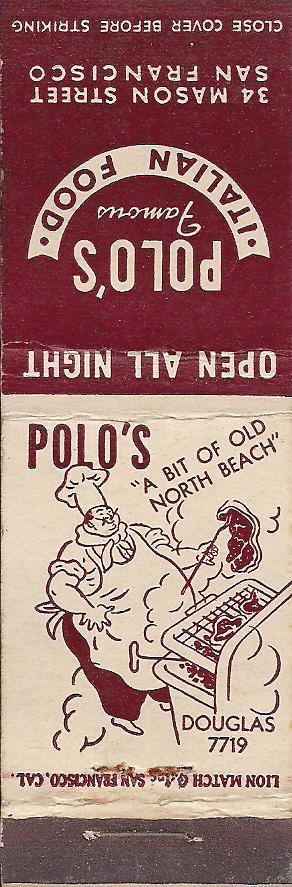 CLOSE COVER BEFORE STRIKING
34 MASON STREET
SAN FRANCISCO
POLO'S
Famous
• ITALIAN FOOD •
OPEN ALL NIGHT
POLO'S
"A BIT OF OLD
NORTH BEACH"
DOUGLAS
7719
LION MATCH Co., Inc. SAN FRANCISCO, CAL.